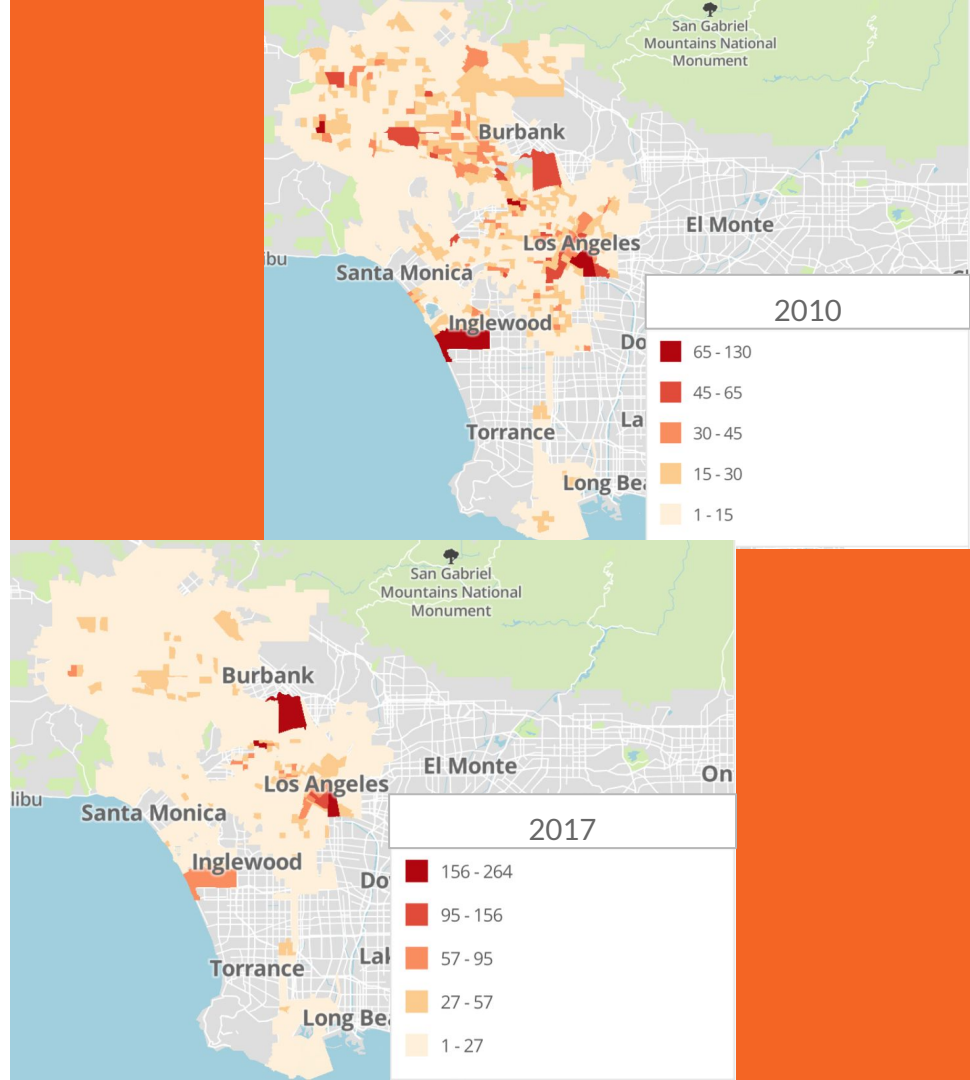 San Gabriel
Mountains National
Monument
Burbank
El Monte
Los Angeles
ibu
Santa Monica
2010
Inglewood
Do
65 - 130
45 - 65
La
Torrance
30 - 45
15 - 30
Long Bea
1 - 15
San Gabriel
Mountains National
Monument
Burbank
El Monte
On
Los Angeles
libu
Santa Monica
2017
Inglewood
Do
156 - 264
95 - 156
Lak
57 - 95
Torrance
27 - 57
Long Be
1 - 27